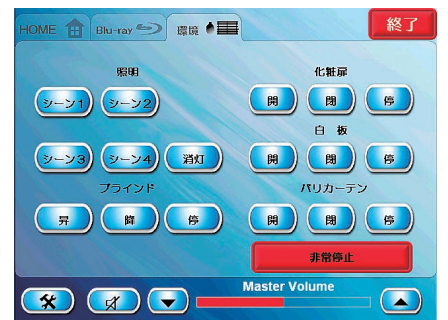 HOME Blu-ray 環境 終了
照明 化粧扉
シーン1 シーン2 開 閉 停
白 板
シーン3 シーン4 消灯 開 閉 停
ブラインド バリカーテン
昇 降 停 開 閉 停
非常停止
Master Volume